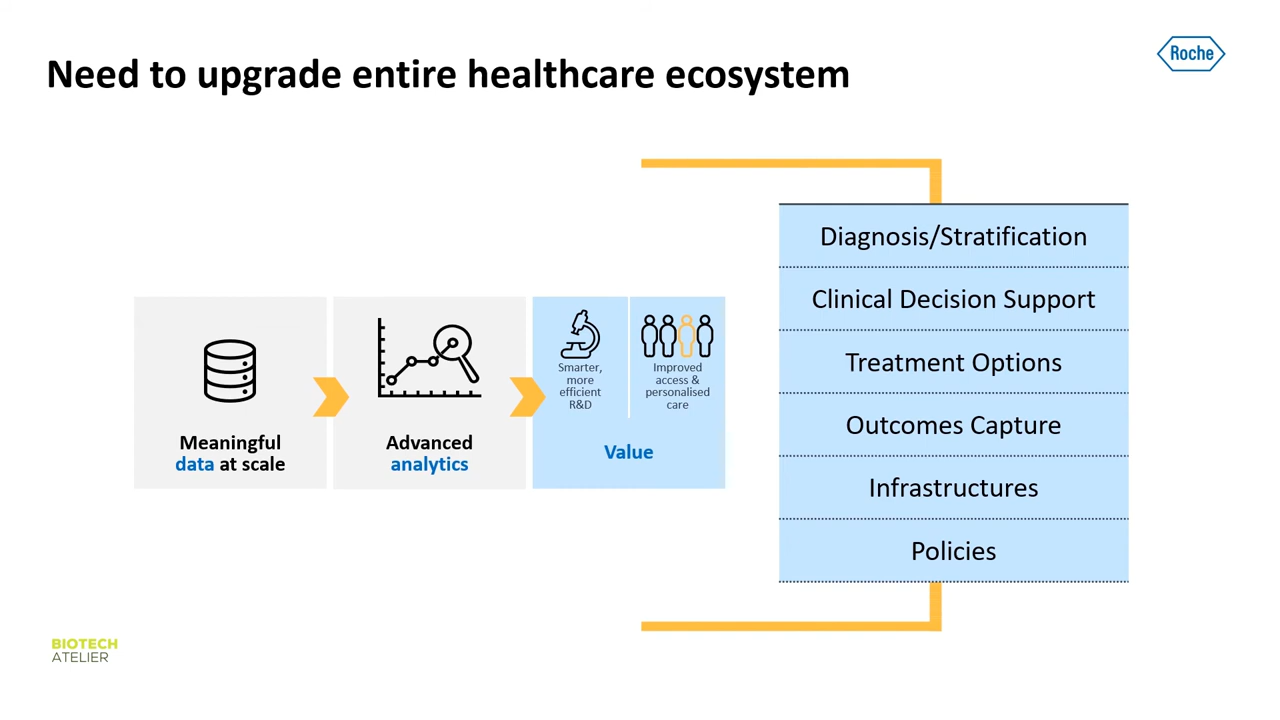 Need to upgrade entire healthcare ecosystem
Roche
Meaningful
data at scale
Advanced
analytics
Smarter,
more
efficient
R&D
Improved
access &
personalised
care
Value
Diagnosis/Stratification
Clinical Decision Support
Treatment Options
Outcomes Capture
Infrastructures
Policies
BIOTECH
ATELIER